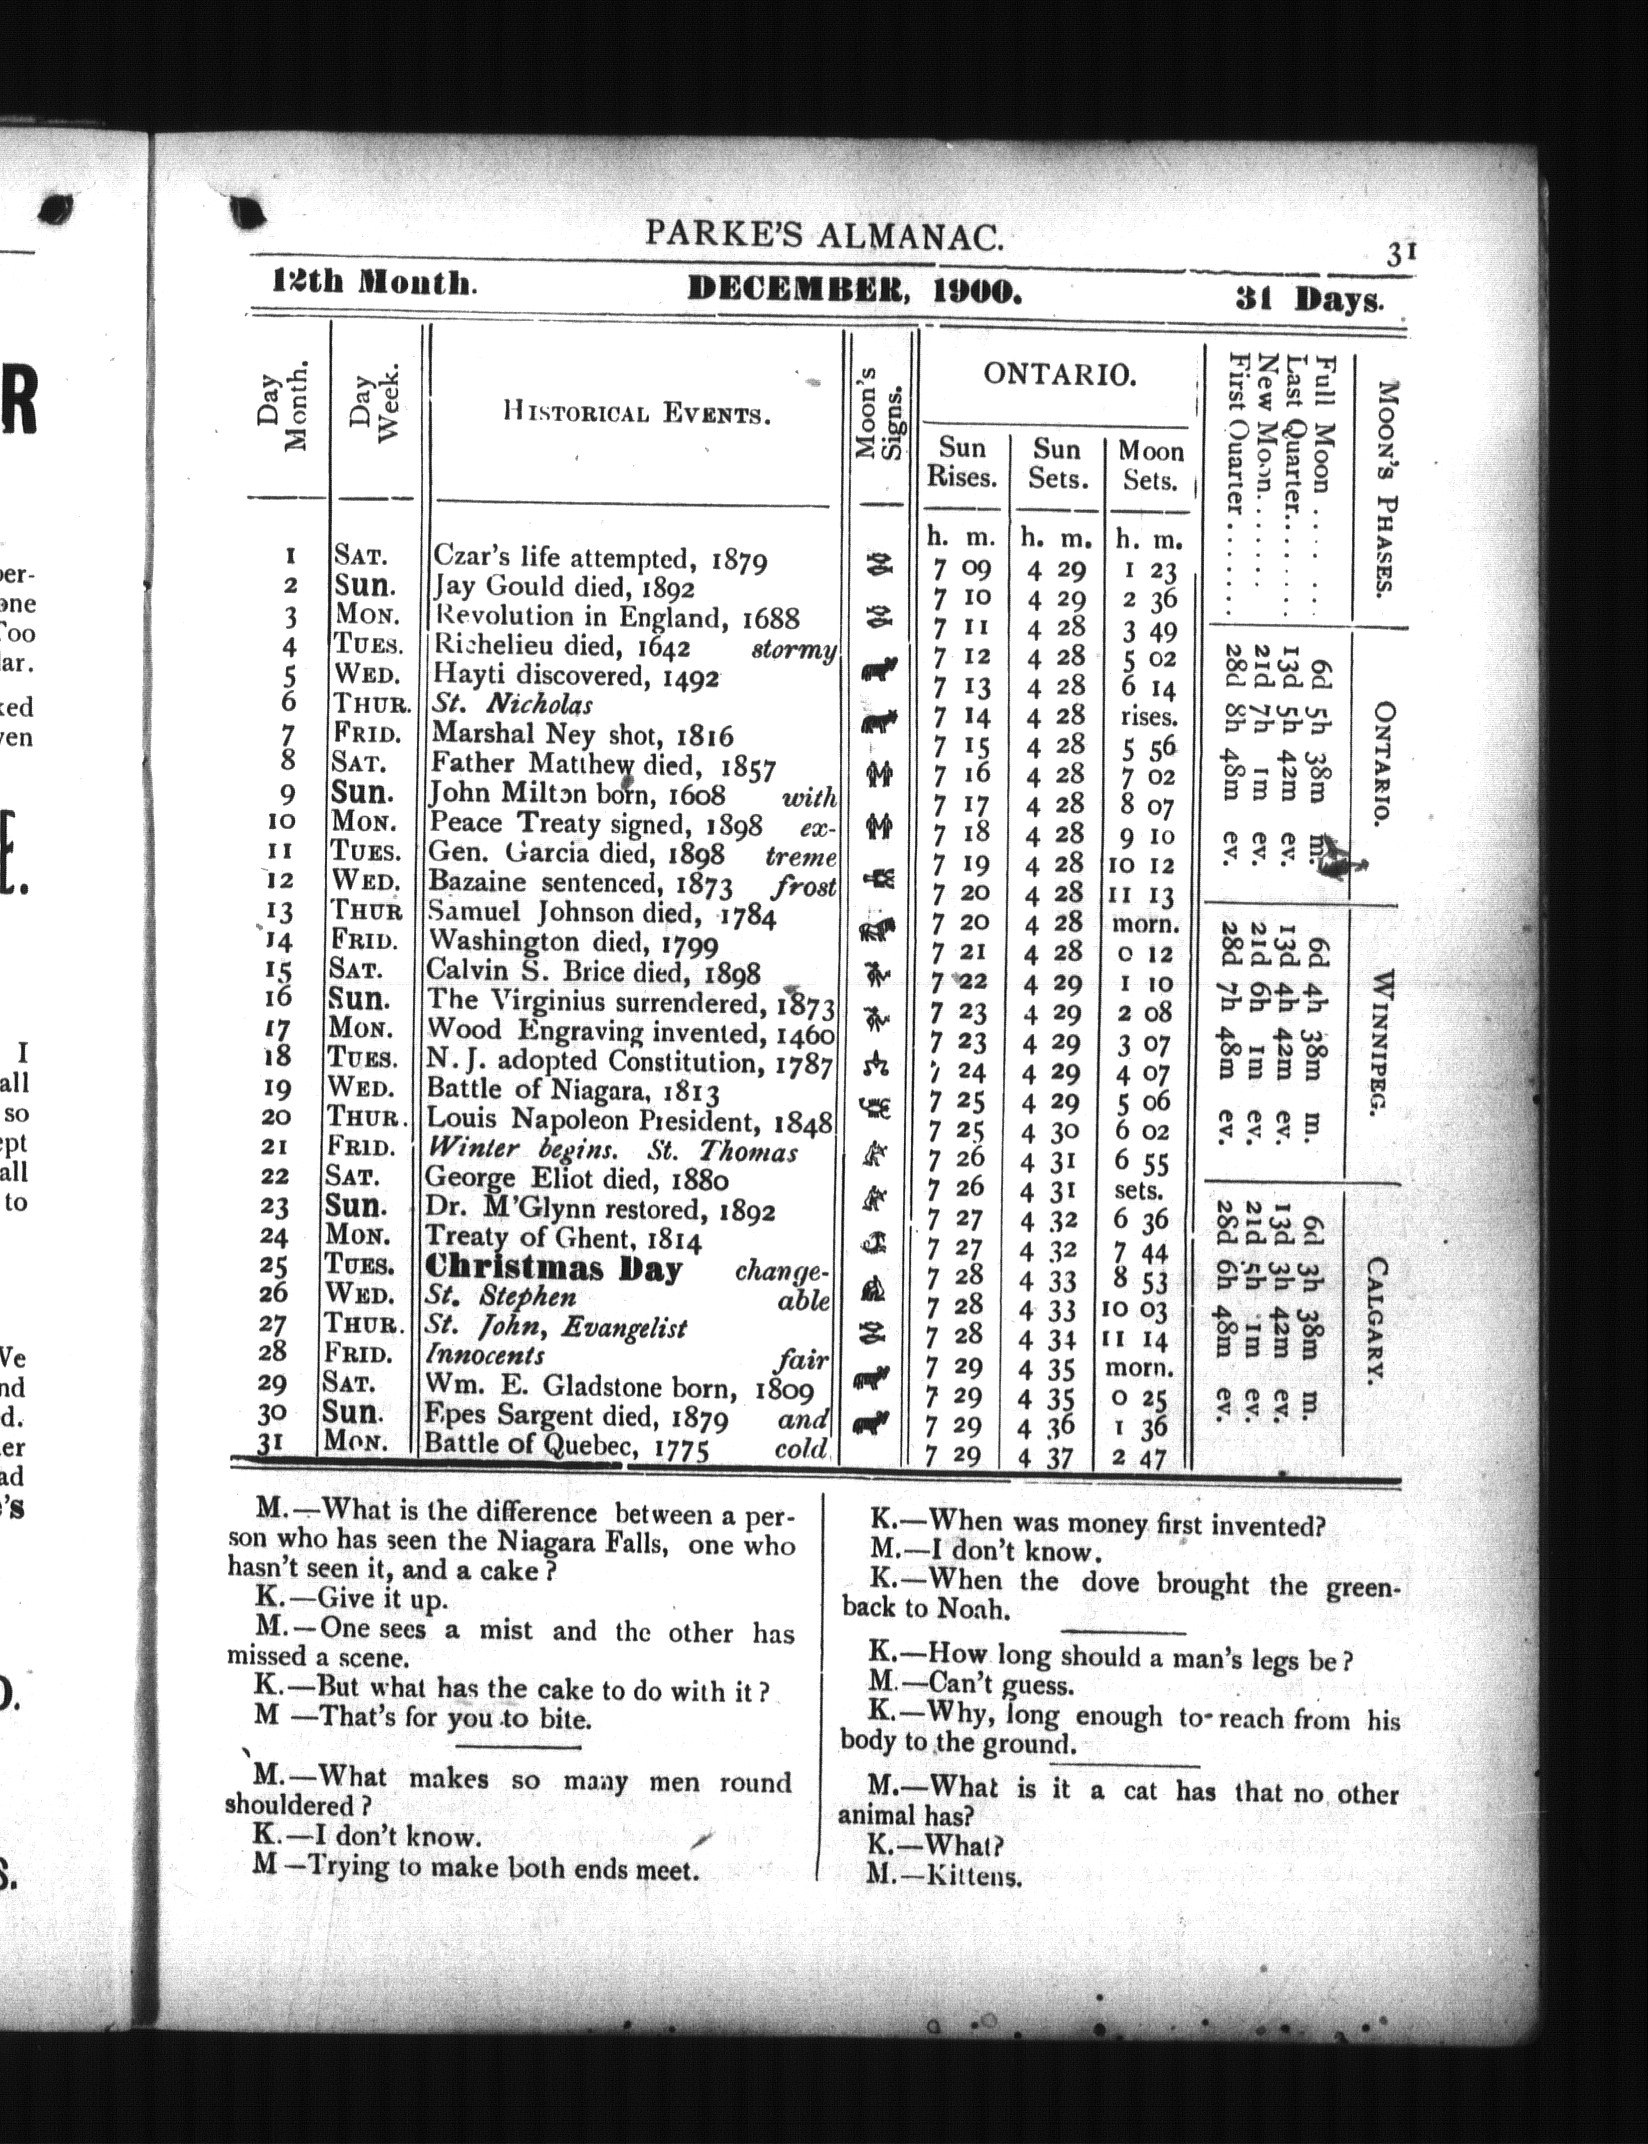 PARKE'S ALMANAC.
31
12th Month. DECEMBER, 1900. 31 Days.
Day Month.
Day Week.
HISTORICAL EVENTS.
Moon's Signs.
ONTARIO.
Sun Rises.
Sun Sets.
Moon Sets.
h. m. h. m. h. m.
1 SAT. Czar's life attempted, 1879 7 09 4 29 1 23
2 Sun. Jay Gould died, 1892 7 10 4 29 2 36
3 MON. Revolution in England, 1688 7 11 4 28 3 49
4 TUES. Richelieu died, 1642 stormy 7 12 4 28 5 02
5 WED. Hayti discovered, 1492 7 13 4 28 6 14
6 THUR. St. Nicholas 7 14 4 28 rises.
7 FRID. Marshal Ney shot, 1816 7 15 4 28 5 56
8 SAT. Father Matthew died, 1857 7 16 4 28 7 02
9 Sun. John Milton born, 1608 with 7 17 4 28 8 07
10 MON. Peace Treaty signed, 1898 ex- 7 18 4 28 9 10
11 TUES. Gen. Garcia died, 1898 treme 7 19 4 28 10 12
12 WED. Bazaine sentenced, 1873 frost 7 20 4 28 11 13
13 THUR Samuel Johnson died, 1784 7 20 4 28 morn.
14 FRID. Washington died, 1799 7 21 4 28 0 12
15 SAT. Calvin S. Brice died, 1898 7 22 4 29 1 10
16 Sun. The Virginius surrendered, 1873 7 23 4 29 2 08
17 MON. Wood Engraving invented, 1460 7 23 4 29 3 07
18 TUES. N. J. adopted Constitution, 1787 7 24 4 29 4 07
19 WED. Battle of Niagara, 1813 7 25 4 29 5 06
20 THUR. Louis Napoleon President, 1848 7 25 4 30 6 02
21 FRID. Winter begins. St. Thomas 7 26 4 31 6 55
22 SAT. George Eliot died, 1880 7 26 4 31 sets.
23 Sun. Dr. M'Glynn restored, 1892 7 27 4 32 6 36
24 MON. Treaty of Ghent, 1814 7 27 4 32 7 44
25 TUES. Christmas Day change- 7 28 4 33 8 53
26 WED. St. Stephen able 7 28 4 33 10 03
27 THUR. St. John, Evangelist 7 28 4 34 11 14
28 FRID. Innocents fair 7 29 4 35 morn.
29 SAT. Wm. E. Gladstone born, 1809 7 29 4 35 0 25
30 Sun. Epes Sargent died, 1879 and 7 29 4 36 1 36
31 MON. Battle of Quebec, 1775 cold 7 29 4 37 2 47
MOON'S PHASES. ONTARIO. WINNIPEG. CALGARY.
Full Moon . . . . . . . 6d 5h 38m m. 6d 4h 38m m. 6d 3h 38m m.
Last Quarter. . . . . . . 13d 5h 42m ev. 13d 4h 42m ev. 13d 3h 42m ev.
New Moon. . . . . . . 21d 7h 1m ev. 21d 6h 1m ev. 21d 5h 1m ev.
First Quarter . . . . . . . 28d 8h 48m ev. 28d 7h 48m ev. 28d 6h 48m ev.
M.—What is the difference between a per-
son who has seen the Niagara Falls, one who
hasn't seen it, and a cake?
K.—Give it up.
M.—One sees a mist and the other has
missed a scene.
K.—But what has the cake to do with it?
M —That's for you to bite.
M.—What makes so many men round
shouldered?
K.—I don't know.
M —Trying to make both ends meet.
K.—When was money first invented?
M.—I don't know.
K.—When the dove brought the green-
back to Noah.
K.—How long should a man's legs be?
M.—Can't guess.
K.—Why, long enough to reach from his
body to the ground.
M.—What is it a cat has that no other
animal has?
K.—What?
M.—Kittens.